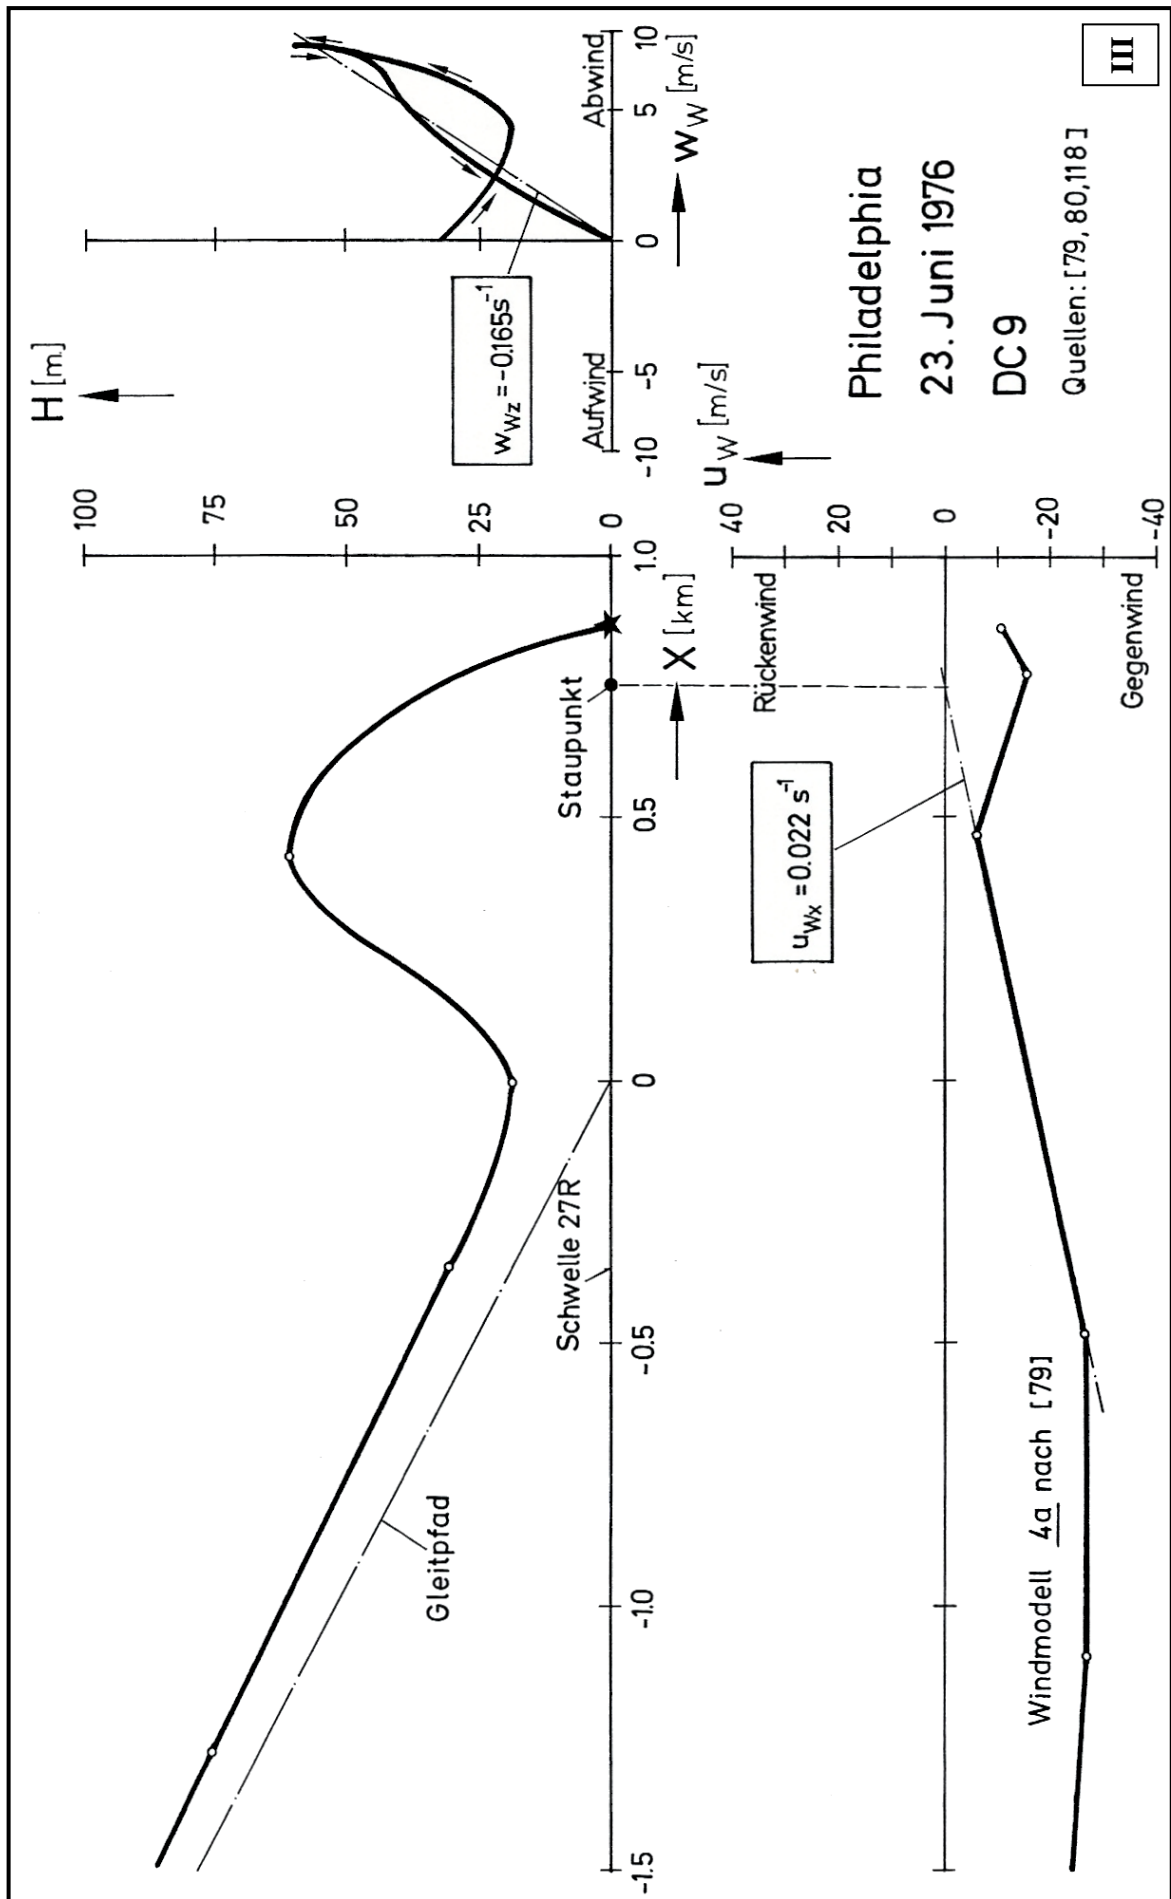 H [m]
100
75
50
25
0
Gleitpfad
Schwelle 27R
Staupunkt
-1.5
-1.0
-0.5
0
0.5
1.0
X [km]
w_Wz = -0.165s^-1
Aufwind
Abwind
-10
-5
0
5
10
w_W [m/s]
u_W [m/s]
40
20
0
-20
-40
Rückenwind
Gegenwind
u_Wx = 0.022 s^-1
Windmodell 4a nach [79]
Philadelphia
23. Juni 1976
DC 9
Quellen: [79, 80,118]
III